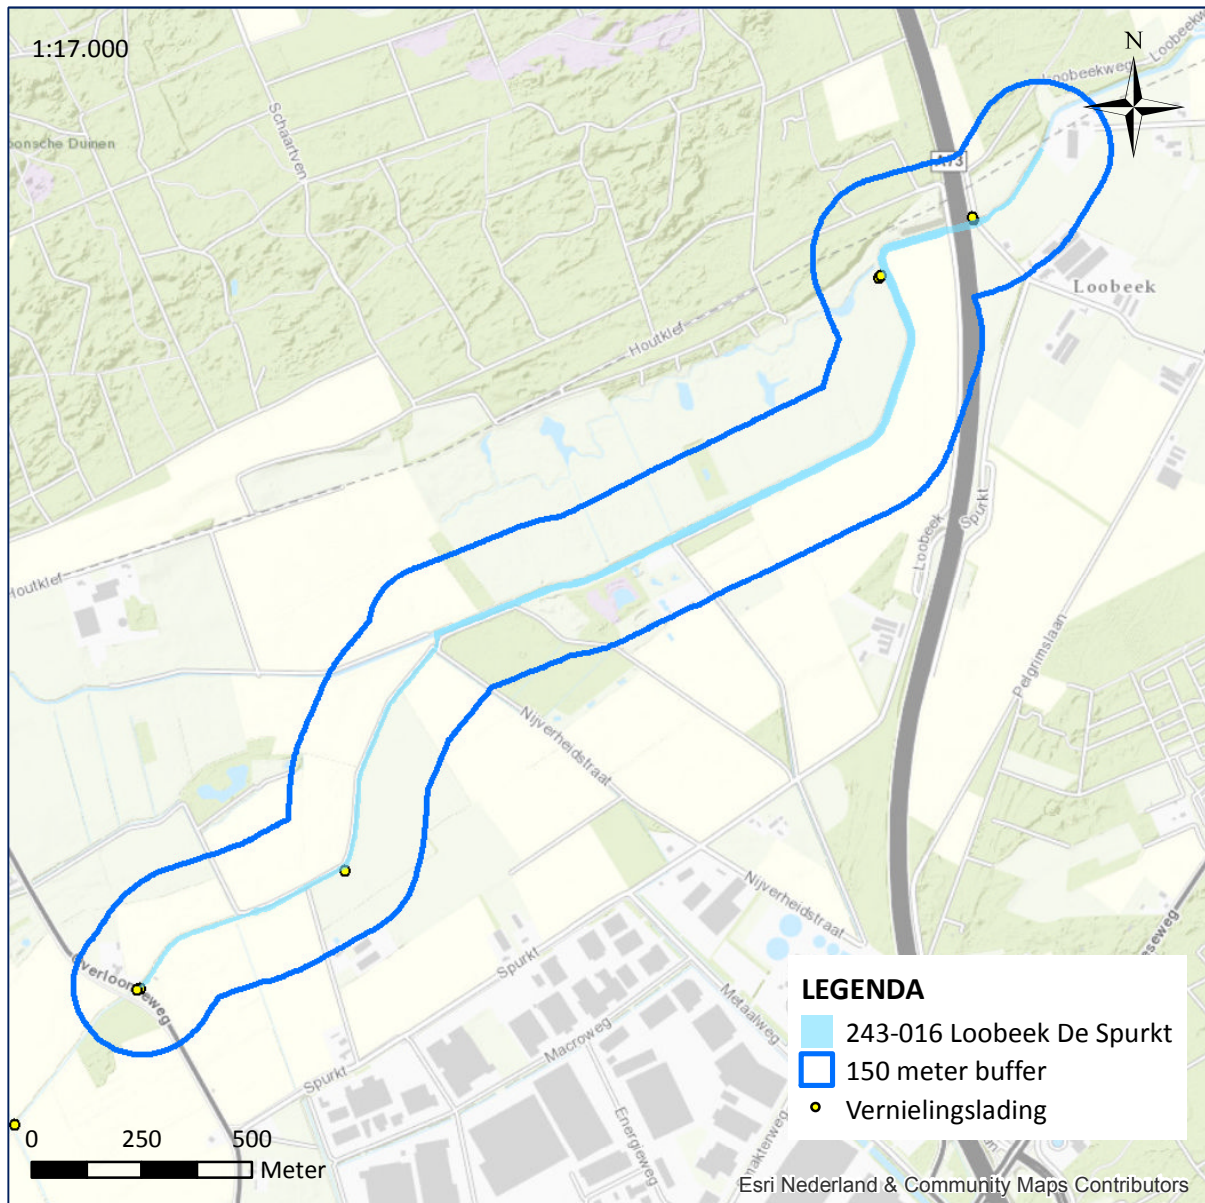 1:17.000
N
Loobeekweg
Loobeekweg
Schaartven
A73
Loobeek
Houtklef
Houtklef
Loobeek
Spurkt
Pelgrimslaan
Nijverheidstraat
Nijverheidstraat
Overloonseweg
Spurkt
Spurkt
Metaalweg
Macroweg
Energieweg
LEGENDA
243-016 Loobeek De Spurkt
150 meter buffer
Vernielingslading
0 250 500
Meter
Esri Nederland & Community Maps Contributors